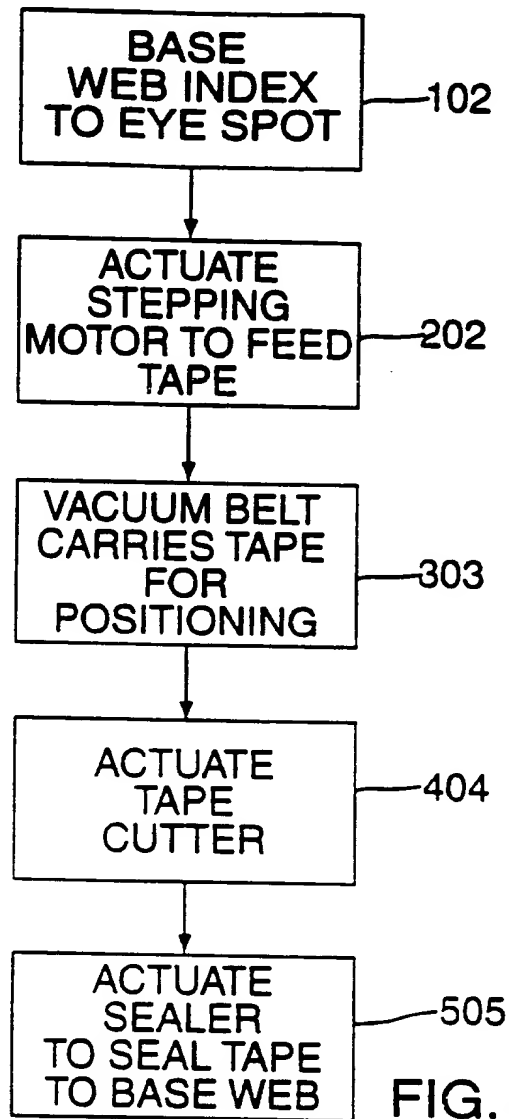 BASE
WEB INDEX
TO EYE SPOT
102
ACTUATE
STEPPING
MOTOR TO FEED
TAPE
202
VACUUM BELT
CARRIES TAPE
FOR
POSITIONING
303
ACTUATE
TAPE
CUTTER
404
ACTUATE
SEALER
TO SEAL TAPE
TO BASE WEB
505
FIG.